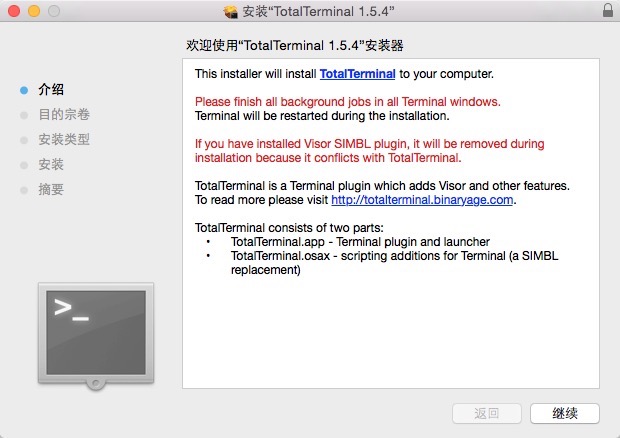 安装“TotalTerminal 1.5.4”
欢迎使用“TotalTerminal 1.5.4”安装器
介绍
目的宗卷
安装类型
安装
摘要
This installer will install TotalTerminal to your computer.
Please finish all background jobs in all Terminal windows.
Terminal will be restarted during the installation.
If you have installed Visor SIMBL plugin, it will be removed during
installation because it conflicts with TotalTerminal.
TotalTerminal is a Terminal plugin which adds Visor and other features.
To read more please visit http://totalterminal.binaryage.com.
TotalTerminal consists of two parts:
• TotalTerminal.app - Terminal plugin and launcher
• TotalTerminal.osax - scripting additions for Terminal (a SIMBL
replacement)
>_
返回
继续